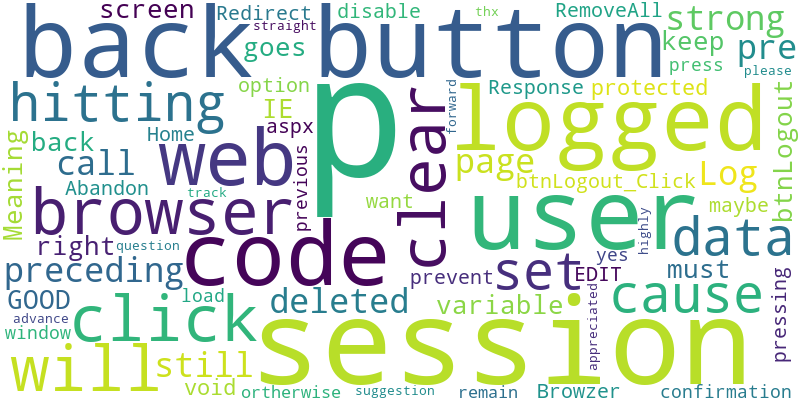 screen
Redirect
disable
thx
RemoveAll
strong
back
button
straight
goes
keep
pre
press
please
hitting
option
IE
p
forward
Response
protected
logged
btnLogout
Meaning
back
Home
aspx
call
web
clear
page
btnLogout_Click
Log
Abandon
track
previous
want
user
maybe
browser
right
question
code
highly
data
yes
preceding
prevent
set
EDIT
must
GOOD
load
deleted
variable
appreciated
cause
pressing
advance
window
click
session
will
still
void
ortherwise
suggestion
remain
Browzer
confirmation